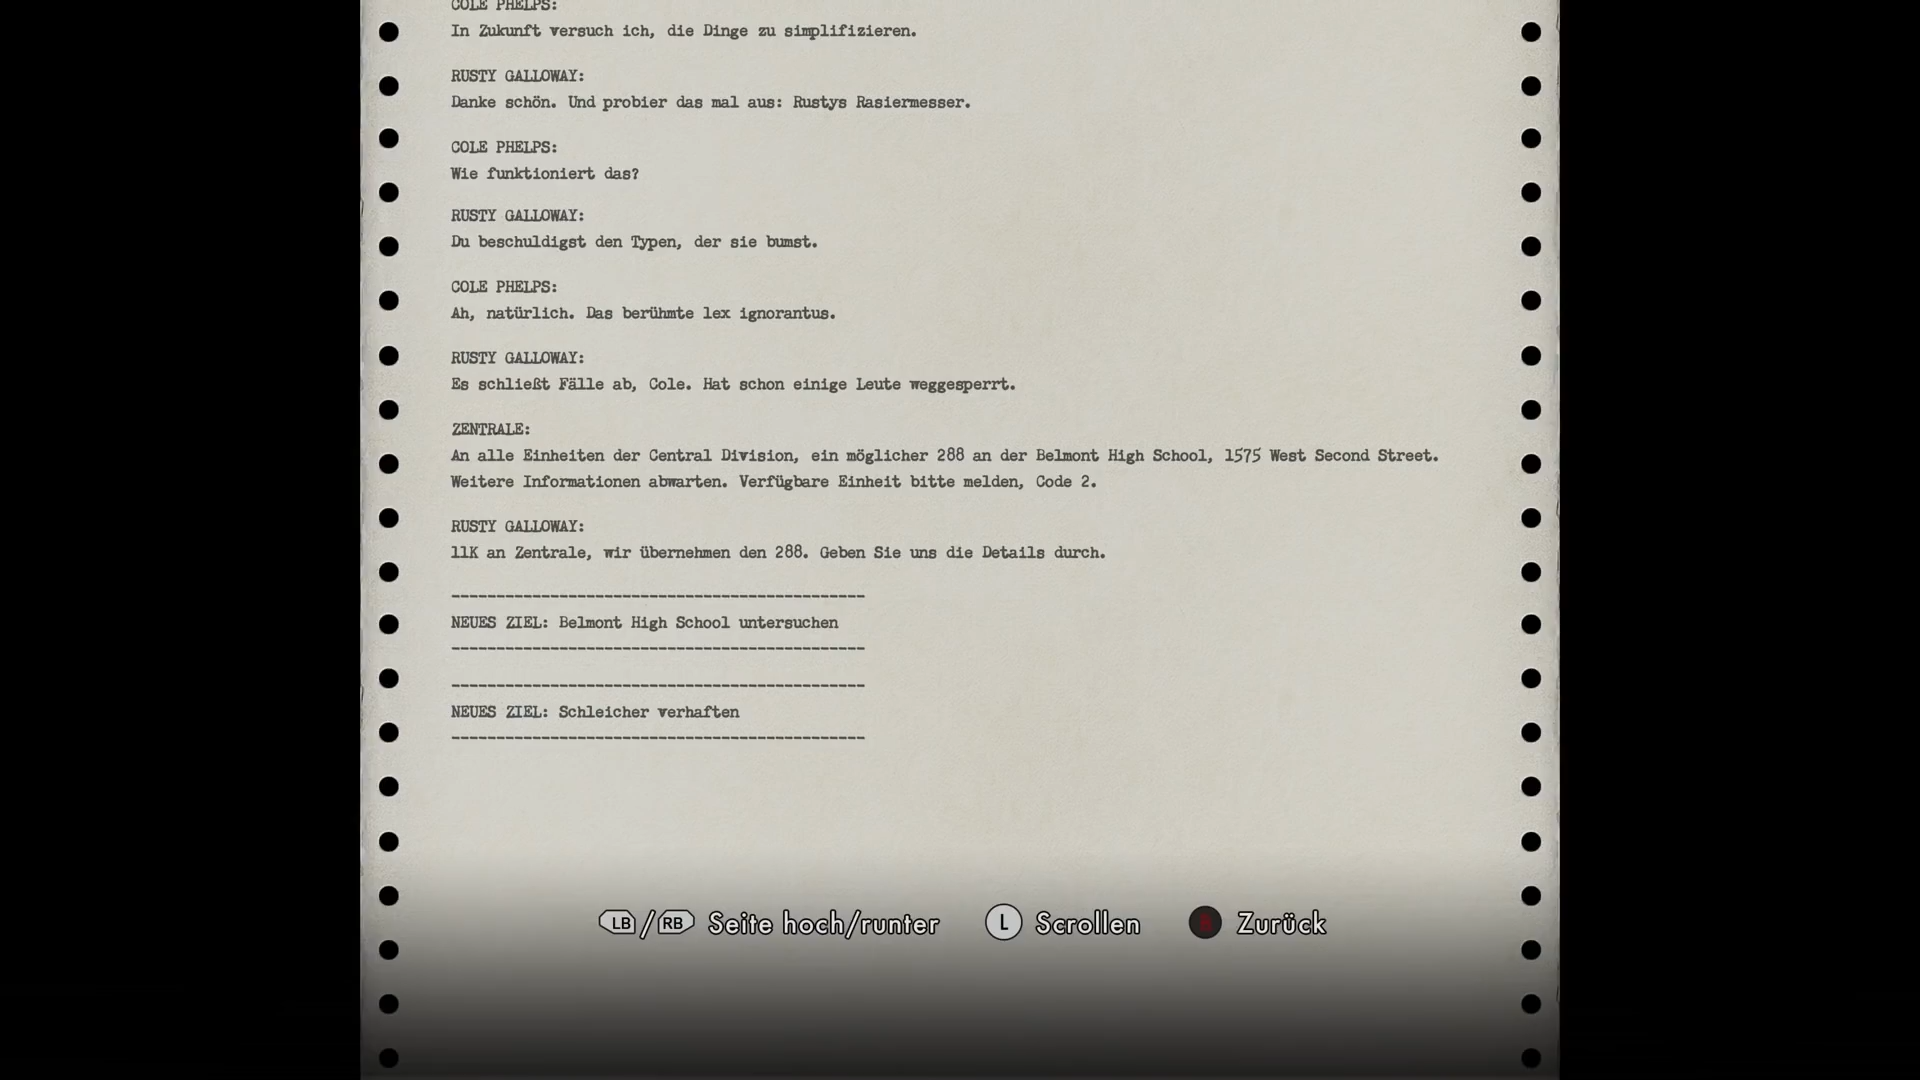 COLE PHELPS:
In Zukunft versuch ich, die Dinge zu simplifizieren.
RUSTY GALLOWAY:
Danke schön. Und probier das mal aus: Rustys Rasiermesser.
COLE PHELPS:
Wie funktioniert das?
RUSTY GALLOWAY:
Du beschuldigst den Typen, der sie bumst.
COLE PHELPS:
Ah, natürlich. Das berühmte lex ignorantus.
RUSTY GALLOWAY:
Es schließt Fälle ab, Cole. Hat schon einige Leute weggesperrt.
ZENTRALE:
An alle Einheiten der Central Division, ein möglicher 288 an der Belmont High School, 1575 West Second Street.
Weitere Informationen abwarten. Verfügbare Einheit bitte melden, Code 2.
RUSTY GALLOWAY:
11K an Zentrale, wir übernehmen den 288. Geben Sie uns die Details durch.
----------------------------------------------
NEUES ZIEL: Belmont High School untersuchen
----------------------------------------------
----------------------------------------------
NEUES ZIEL: Schleicher verhaften
----------------------------------------------
LB/RB Seite hoch/runter L Scrollen B Zurück